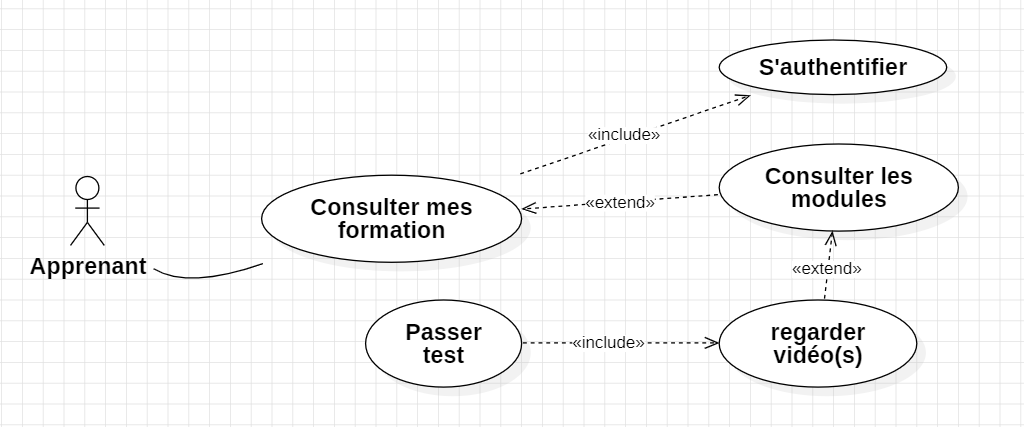 S'authentifier
«include»
Consulter les
modules
Consulter mes
formation
«extend»
Apprenant
«extend»
Passer
test
«include»
regarder
vidéo(s)